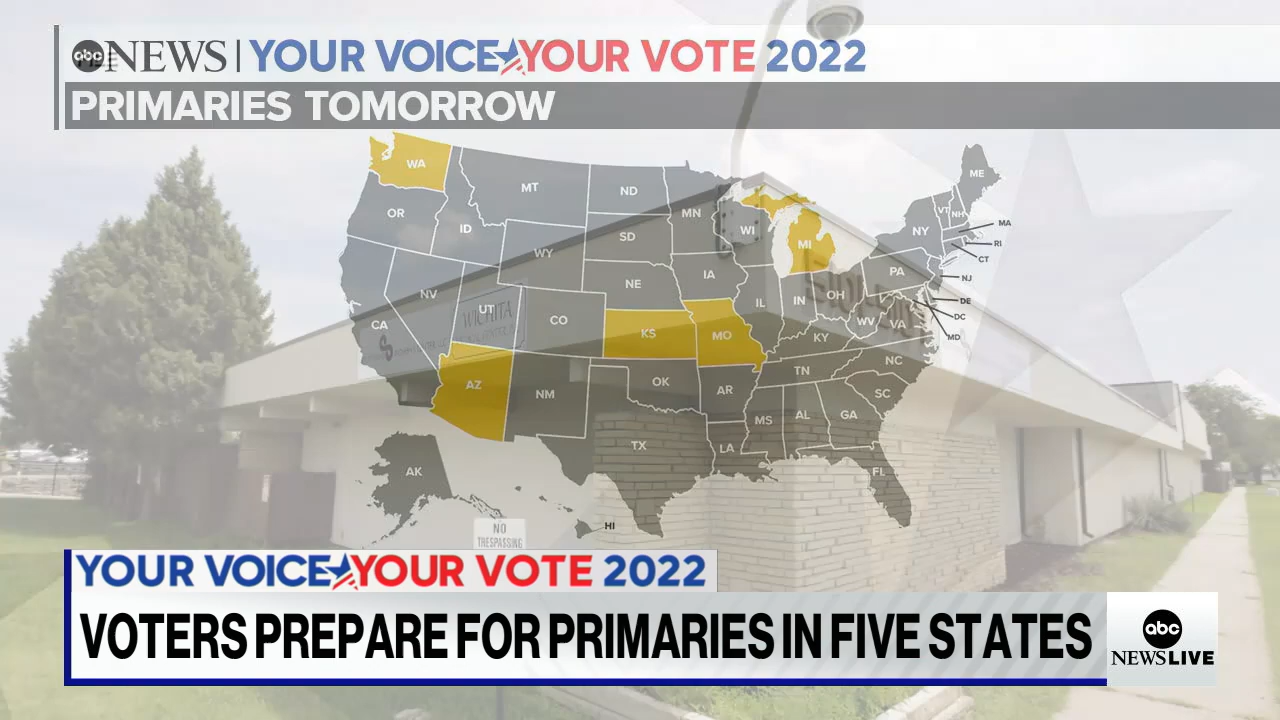 abc NEWS | YOUR VOICE YOUR VOTE 2022
PRIMARIES TOMORROW
WA
MT
ND
MN
ME
VT
NH
MA
OR
ID
SD
WI
MI
NY
RI
CT
WY
IA
PA
NJ
NV
NE
IL
IN
OH
DE
UT
WICHITA
DC
CA
CO
KS
MO
WV
VA
MD
KY
AZ
OK
TN
NC
NM
AR
SC
MS
AL
GA
TX
LA
AK
FL
HI
NO
TRESPASSING
YOUR VOICE YOUR VOTE 2022
VOTERS PREPARE FOR PRIMARIES IN FIVE STATES
abc
NEWS LIVE